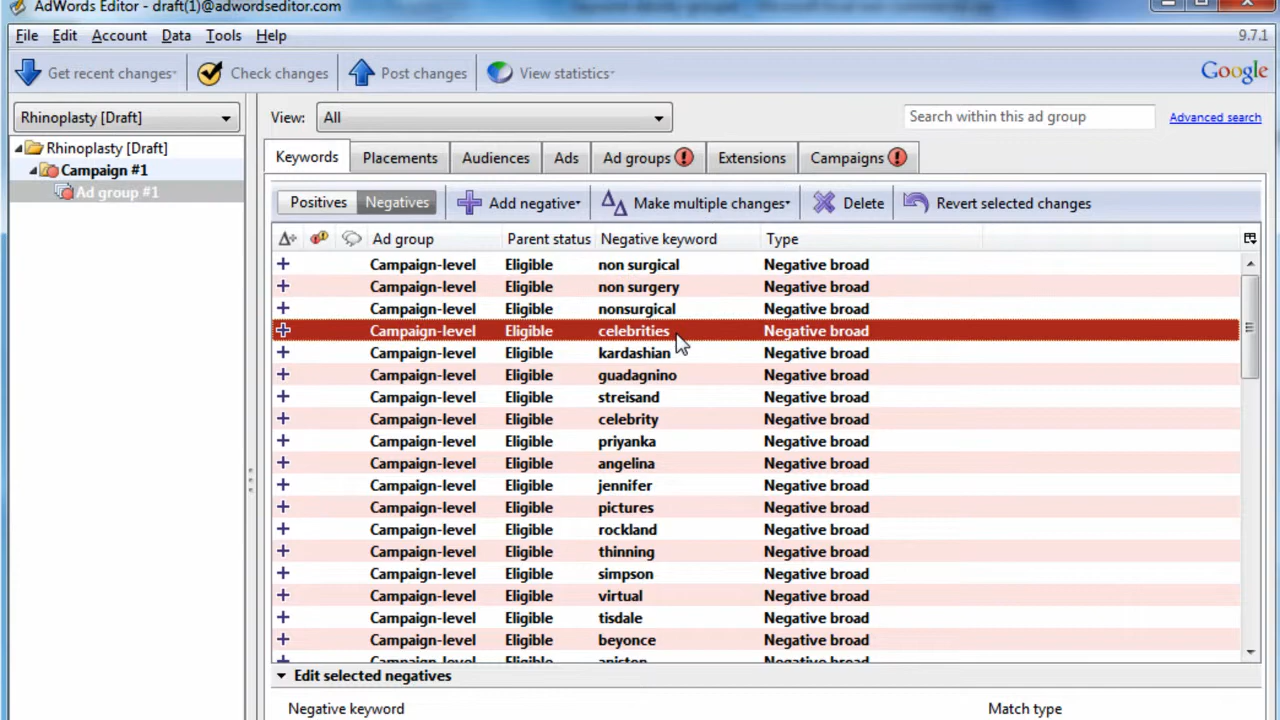 AdWords Editor - draft(1)@adwordseditor.com
File Edit Account Data Tools Help 9.7.1
Get recent changes Check changes Post changes View statistics Google
Rhinoplasty [Draft] View: All Search within this ad group Advanced search
Rhinoplasty [Draft]
Campaign #1
Ad group #1
Keywords Placements Audiences Ads Ad groups Extensions Campaigns
Positives Negatives Add negative Make multiple changes Delete Revert selected changes
Ad group Parent status Negative keyword Type
Campaign-level Eligible non surgical Negative broad
Campaign-level Eligible non surgery Negative broad
Campaign-level Eligible nonsurgical Negative broad
Campaign-level Eligible celebrities Negative broad
Campaign-level Eligible kardashian Negative broad
Campaign-level Eligible guadagnino Negative broad
Campaign-level Eligible streisand Negative broad
Campaign-level Eligible celebrity Negative broad
Campaign-level Eligible priyanka Negative broad
Campaign-level Eligible angelina Negative broad
Campaign-level Eligible jennifer Negative broad
Campaign-level Eligible pictures Negative broad
Campaign-level Eligible rockland Negative broad
Campaign-level Eligible thinning Negative broad
Campaign-level Eligible simpson Negative broad
Campaign-level Eligible virtual Negative broad
Campaign-level Eligible tisdale Negative broad
Campaign-level Eligible beyonce Negative broad
Campaign-level Eligible aniston Negative broad
Edit selected negatives
Negative keyword Match type